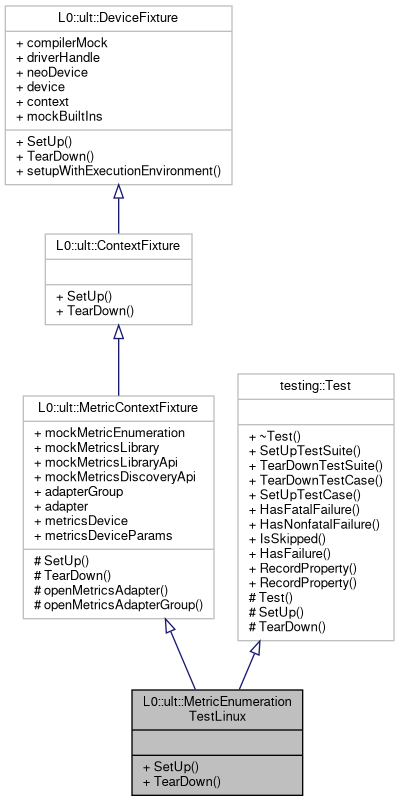 L0::ult::DeviceFixture
+ compilerMock
+ driverHandle
+ neoDevice
+ device
+ context
+ mockBuiltIns
+ SetUp()
+ TearDown()
+ setupWithExecutionEnvironment()
L0::ult::ContextFixture
+ SetUp()
+ TearDown()
L0::ult::MetricContextFixture
+ mockMetricEnumeration
+ mockMetricsLibrary
+ mockMetricsLibraryApi
+ mockMetricsDiscoveryApi
+ adapterGroup
+ adapter
+ metricsDevice
+ metricsDeviceParams
# SetUp()
# TearDown()
# openMetricsAdapter()
# openMetricsAdapterGroup()
testing::Test
+ ~Test()
+ SetUpTestSuite()
+ TearDownTestSuite()
+ TearDownTestCase()
+ SetUpTestCase()
+ HasFatalFailure()
+ HasNonfatalFailure()
+ IsSkipped()
+ HasFailure()
+ RecordProperty()
+ RecordProperty()
# Test()
# SetUp()
# TearDown()
L0::ult::MetricEnumeration
TestLinux
+ SetUp()
+ TearDown()